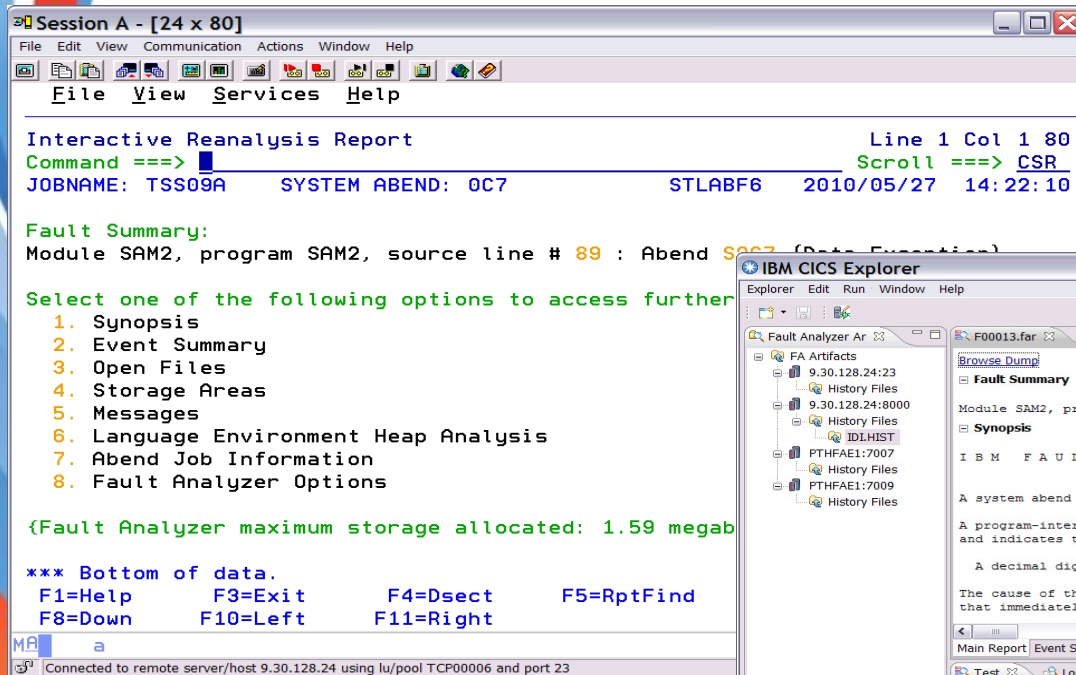 Session A - [24 x 80]
File Edit View Communication Actions Window Help
File View Services Help
Interactive Reanalysis Report Line 1 Col 1 80
Command ===> Scroll ===> CSR
JOBNAME: TSS09A SYSTEM ABEND: 0C7 STLABF6 2010/05/27 14:22:10
Fault Summary:
Module SAM2, program SAM2, source line # 89 : Abend S0C7 (Data Exception)
Select one of the following options to access further
1. Synopsis
2. Event Summary
3. Open Files
4. Storage Areas
5. Messages
6. Language Environment Heap Analysis
7. Abend Job Information
8. Fault Analyzer Options
{Fault Analyzer maximum storage allocated: 1.59 megab
*** Bottom of data.
F1=Help F3=Exit F4=Dsect F5=RptFind
F8=Down F10=Left F11=Right
MA a
Connected to remote server/host 9.30.128.24 using lu/pool TCP00006 and port 23
IBM CICS Explorer
Explorer Edit Run Window Help
Fault Analyzer Ar
FA Artifacts
9.30.128.24:23
History Files
9.30.128.24:8000
History Files
IDI.HIST
PTHFAE1:7007
History Files
PTHFAE1:7009
History Files
F00013.far
Browse Dump
Fault Summary
Module SAM2, pr
Synopsis
I B M F A U I
A system abend
A program-inter
and indicates t
A decimal dig
The cause of th
that immediatel
Main Report Event S
Test Lo